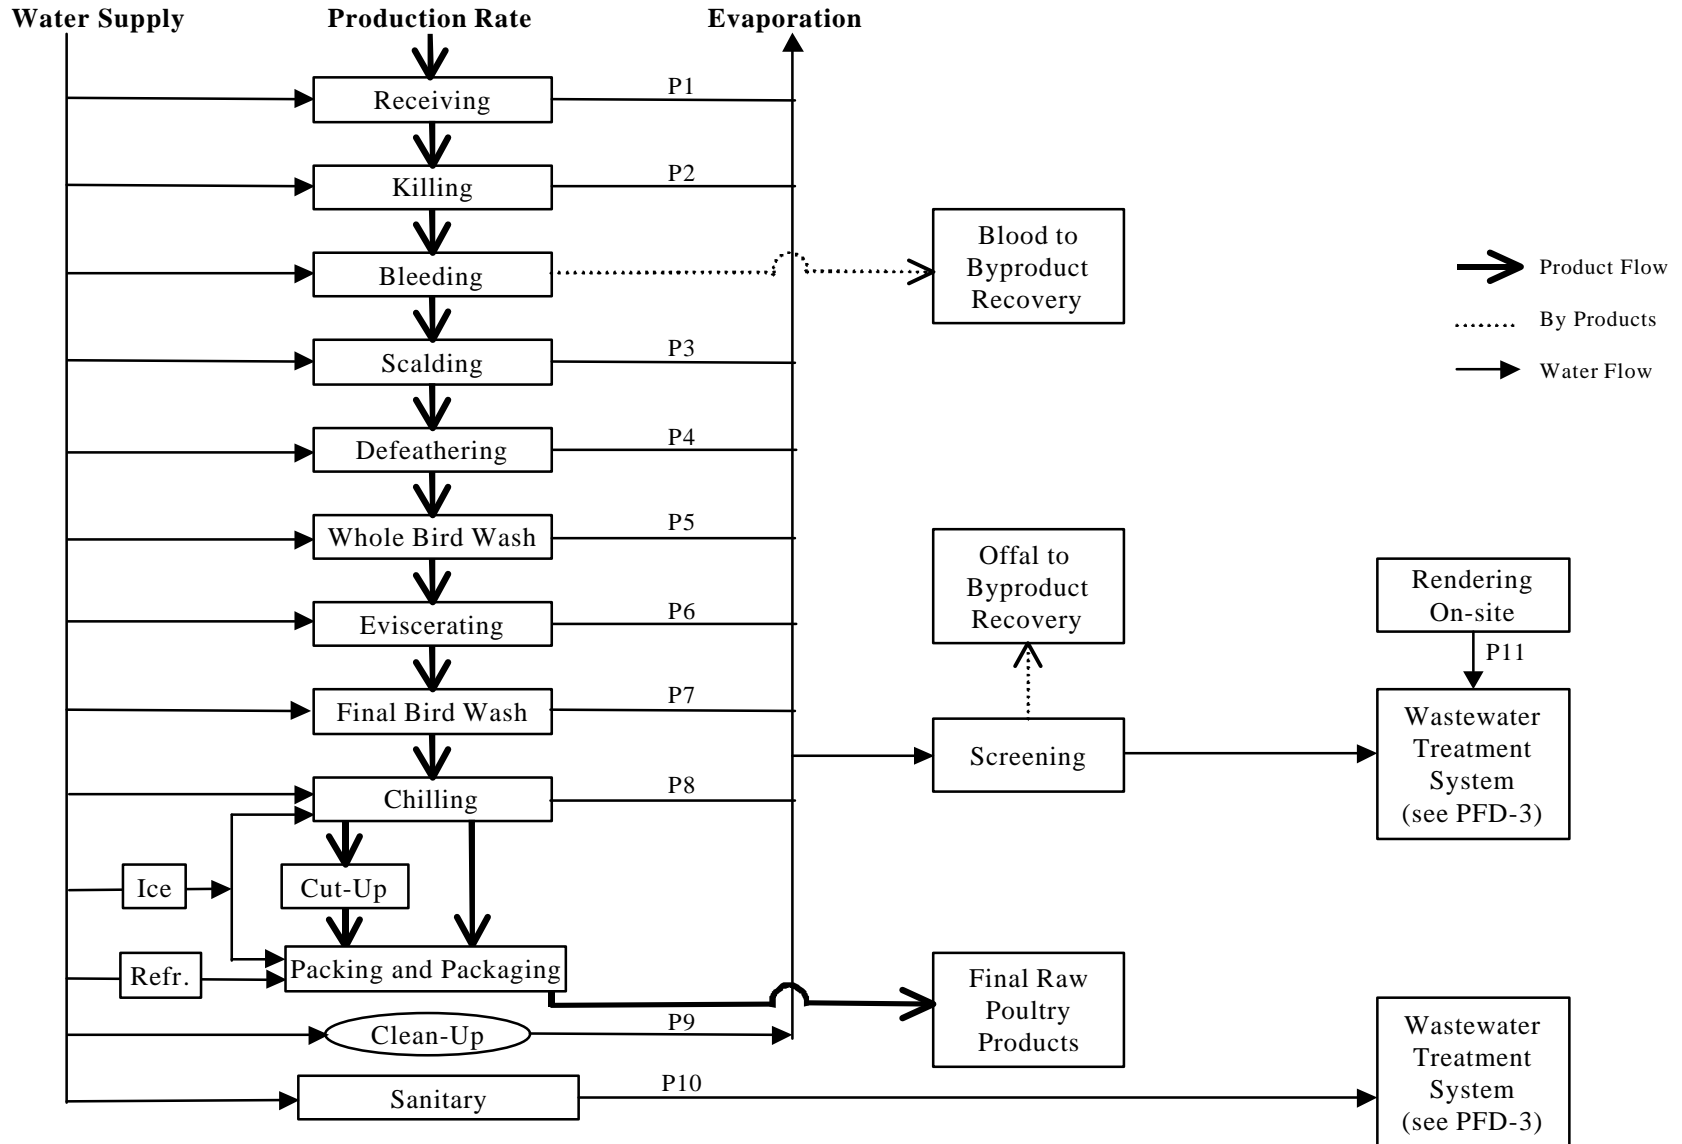 Water Supply
Production Rate
Evaporation
Receiving
P1
Killing
P2
Bleeding
Blood to
Byproduct
Recovery
Product Flow
By Products
Water Flow
Scalding
P3
Defeathering
P4
Whole Bird Wash
P5
Eviscerating
P6
Offal to
Byproduct
Recovery
Rendering
On-site
P11
Final Bird Wash
P7
Screening
Wastewater
Treatment
System
(see PFD-3)
Chilling
P8
Ice
Cut-Up
Refr.
Packing and Packaging
Final Raw
Poultry
Products
Clean-Up
P9
Sanitary
P10
Wastewater
Treatment
System
(see PFD-3)